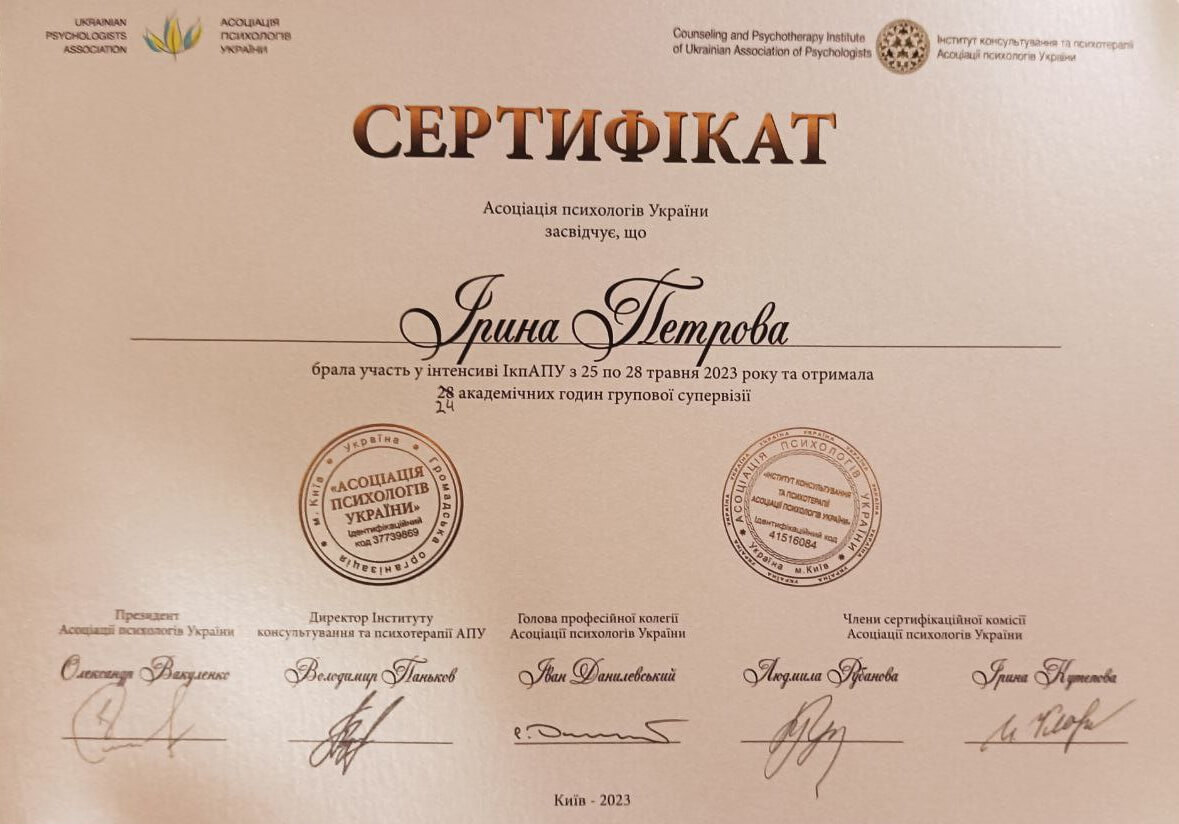 UKRAINIAN
PSYCHOLOGISTS
ASSOCIATION
АСОЦІАЦІЯ
ПСИХОЛОГІВ
УКРАЇНИ
Counseling and Psychotherapy Institute
of Ukrainian Association of Psychologists
Інститут консультування та психотерапії
Асоціації психологів України
СЕРТИФІКАТ
Асоціація психологів України
засвідчує, що
Ірина Петрова
брала участь у інтенсиві ІкпАПУ з 25 по 28 травня 2023 року та отримала
28 академічних годин групової супервізії
24
м. Київ * Україна * Громадська організація *
«АСОЦІАЦІЯ
ПСИХОЛОГІВ
УКРАЇНИ»
Ідентифікаційний
код 37739869
УКРАЇНА УКРАЇНА УКРАЇНА
АСОЦІАЦІЯ ПСИХОЛОГІВ УКРАЇНИ
«ІНСТИТУТ КОНСУЛЬТУВАННЯ
ТА ПСИХОТЕРАПІЇ
АСОЦІАЦІЇ ПСИХОЛОГІВ УКРАЇНИ»
Ідентифікаційний код
41516084
* Україна м.Київ *
Президент
Асоціації психологів України
Олександр Вакуленко
Директор Інституту
консультування та психотерапії АПУ
Володимир Паньков
Голова професійної колегії
Асоціації психологів України
Іван Данилевський
Члени сертифікаційної комісії
Асоціації психологів України
Людмила Рубанова
Ірина Кутепова
Київ - 2023